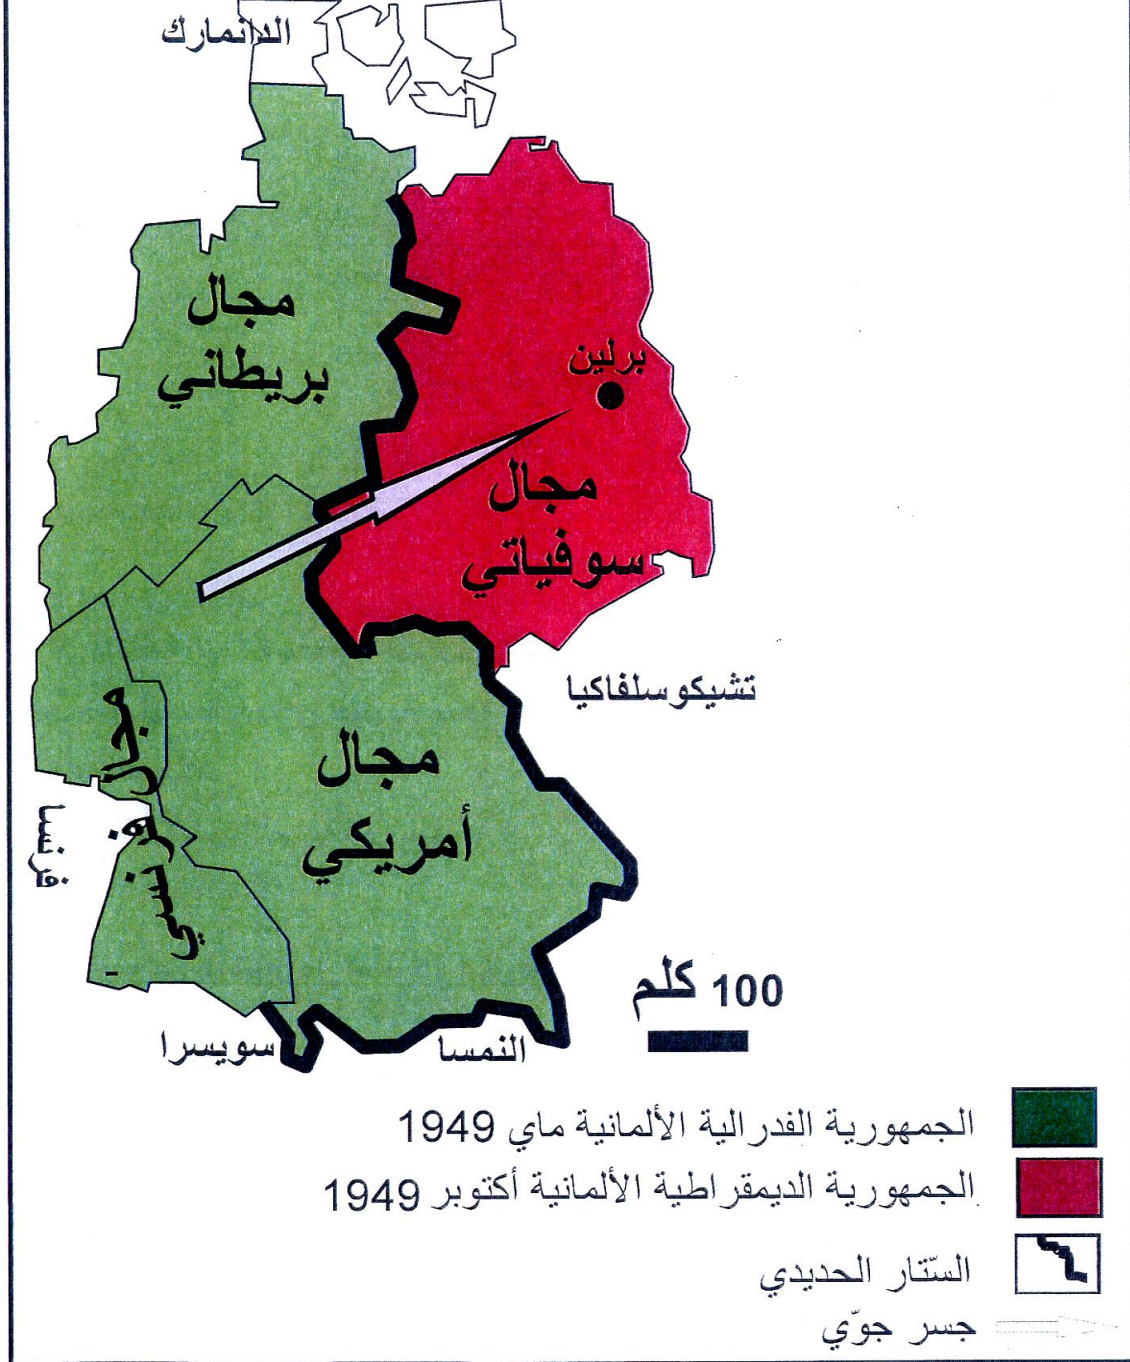 الدانمارك
مجال
بريطاني
برلين
مجال
سوفياتي
تشيكوسلفاكيا
مجال
أمريكي
مجال فرنسي
فرنسا
100 كلم
سويسرا
النمسا
الجمهورية الفدرالية الألمانية ماي 1949
الجمهورية الديمقراطية الألمانية أكتوبر 1949
السّتار الحديدي
جسر جوّي